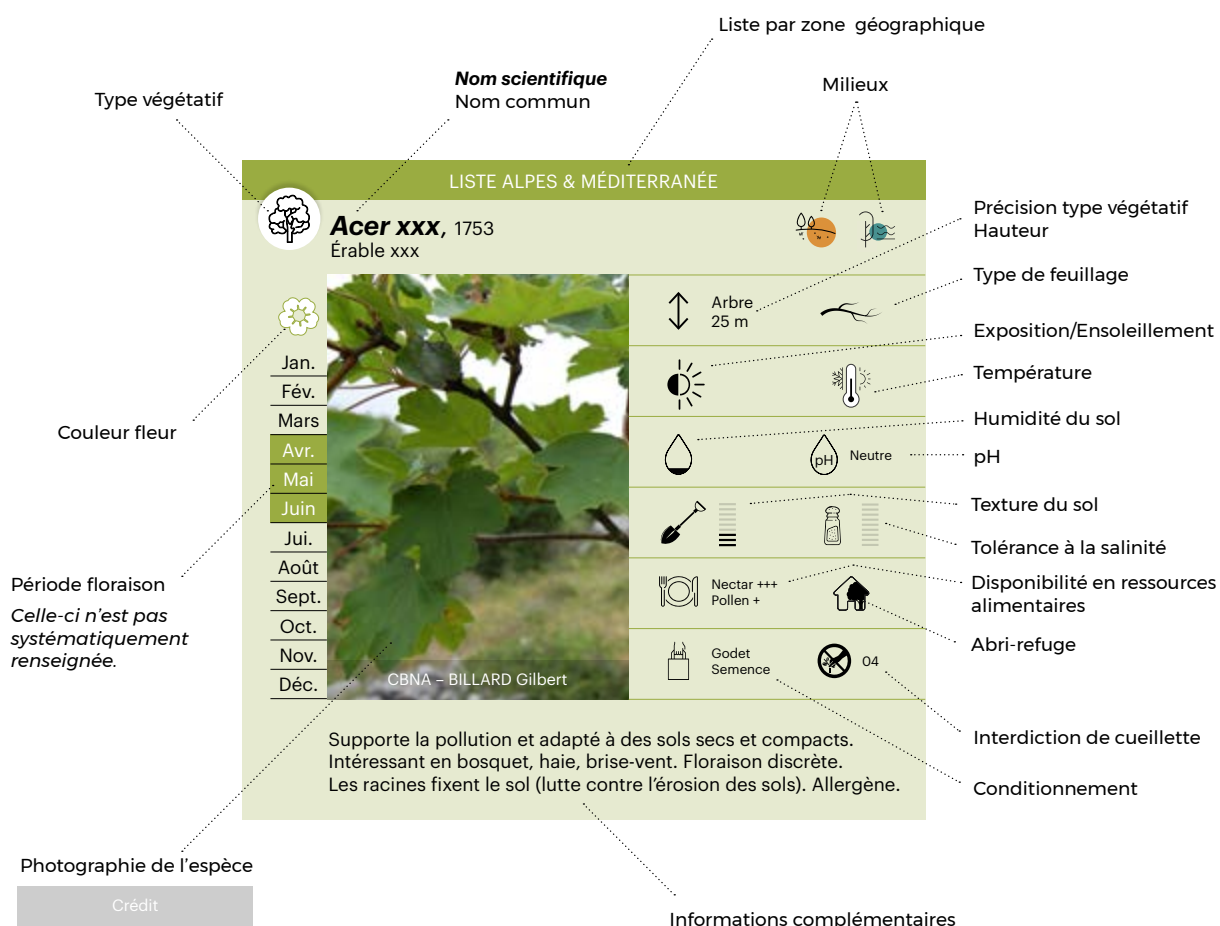 Liste par zone géographique
Nom scientifique
Nom commun
Milieux
Type végétatif
LISTE ALPES & MÉDITERRANÉE
Acer xxx, 1753
Érable xxx
Précision type végétatif
Hauteur
Arbre
25 m
Type de feuillage
Exposition/Ensoleillement
Température
Humidité du sol
pH
Neutre
pH
Texture du sol
Tolérance à la salinité
Nectar +++
Pollen +
Disponibilité en ressources
alimentaires
Abri-refuge
Godet
Semence
04
Interdiction de cueillette
Conditionnement
Couleur fleur
Jan.
Fév.
Mars
Avr.
Mai
Juin
Jui.
Août
Sept.
Oct.
Nov.
Déc.
Période floraison
Celle-ci n'est pas
systématiquement
renseignée.
CBNA – BILLARD Gilbert
Supporte la pollution et adapté à des sols secs et compacts.
Intéressant en bosquet, haie, brise-vent. Floraison discrète.
Les racines fixent le sol (lutte contre l'érosion des sols). Allergène.
Photographie de l'espèce
Crédit
Informations complémentaires